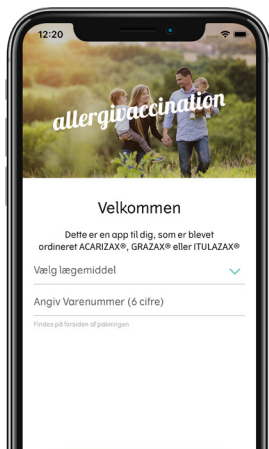 12:20
allergivaccination
Velkommen
Dette er en app til dig, som er blevet
ordineret ACARIZAX®, GRAZAX® eller ITULAZAX®
Vælg lægemiddel
Angiv Varenummer (6 cifre)
Findes på forsiden af pakningen